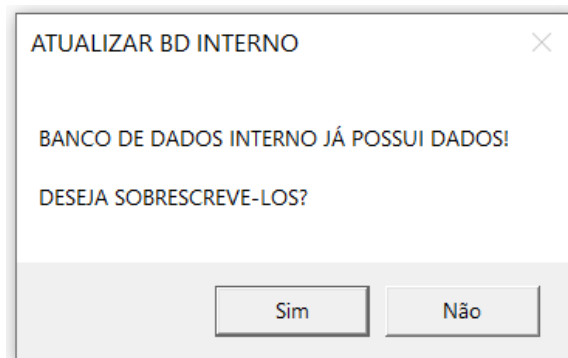 ATUALIZAR BD INTERNO
BANCO DE DADOS INTERNO JÁ POSSUI DADOS!
DESEJA SOBRESCREVE-LOS?
Sim
Não